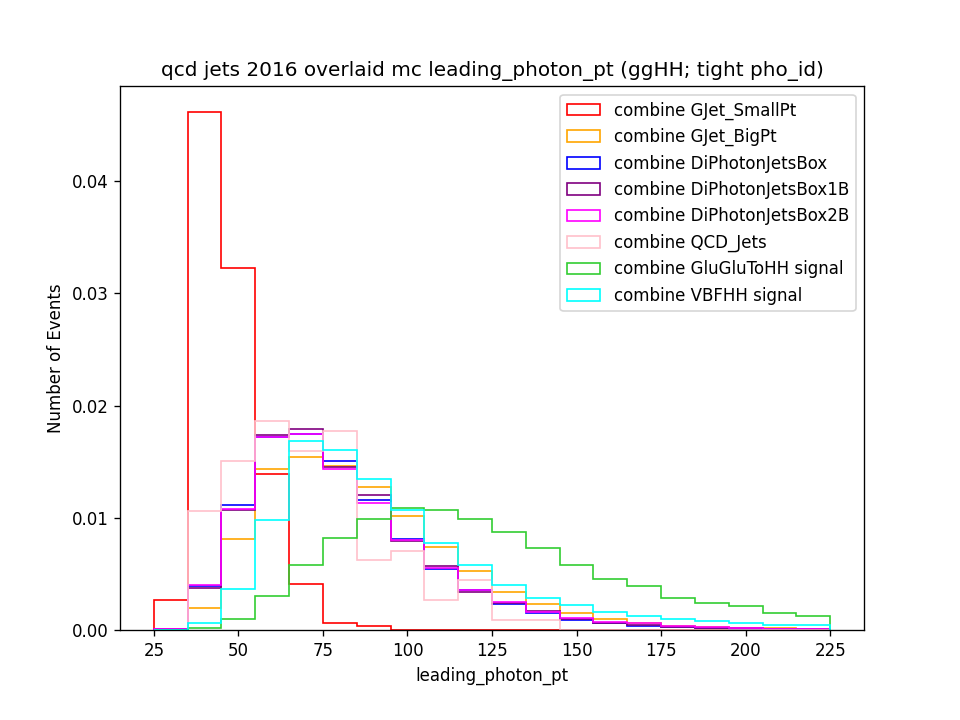 qcd jets 2016 overlaid mc leading_photon_pt (ggHH; tight pho_id)
combine GJet_SmallPt
combine GJet_BigPt
combine DiPhotonJetsBox
combine DiPhotonJetsBox1B
combine DiPhotonJetsBox2B
combine QCD_Jets
combine GluGluToHH signal
combine VBFHH signal
Number of Events
0.04
0.03
0.02
0.01
0.00
25 50 75 100 125 150 175 200 225
leading_photon_pt